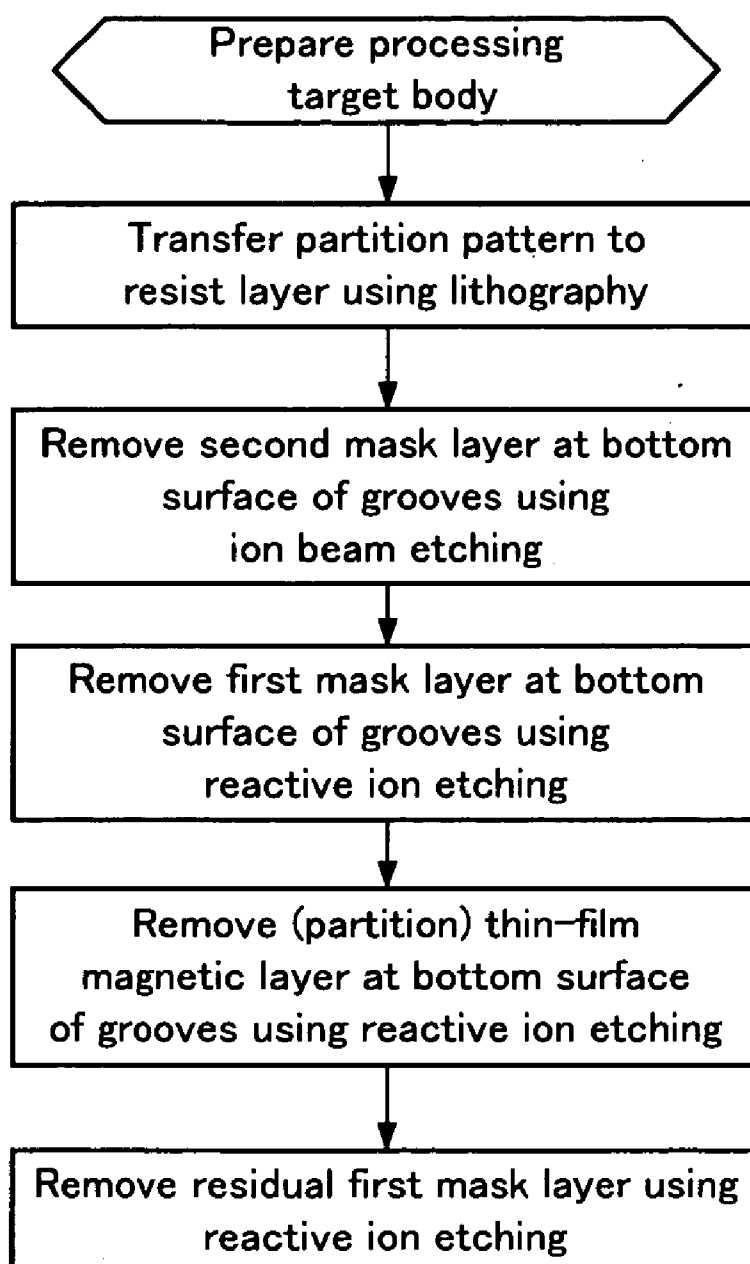 Prepare processing
target body
Transfer partition pattern to
resist layer using lithography
Remove second mask layer at bottom
surface of grooves using
ion beam etching
Remove first mask layer at bottom
surface of grooves using
reactive ion etching
Remove (partition) thin-film
magnetic layer at bottom surface
of grooves using reactive ion etching
Remove residual first mask layer using
reactive ion etching